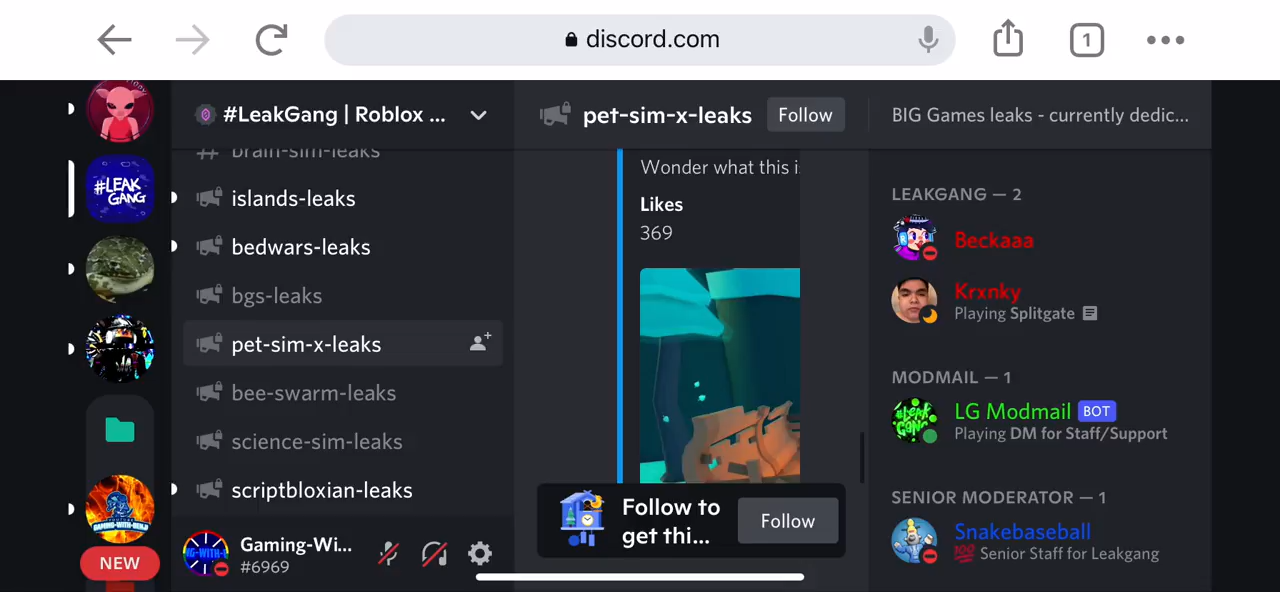 discord.com
1
#LeakGang | Roblox ...
brain-sim-leaks
islands-leaks
bedwars-leaks
bgs-leaks
pet-sim-x-leaks
bee-swarm-leaks
science-sim-leaks
scriptbloxian-leaks
#LEAK
GANG
NEW
Gaming-Wi...
#6969
pet-sim-x-leaks
Follow
BIG Games leaks - currently dedic...
Wonder what this i
Likes
369
Follow to
get thi...
Follow
LEAKGANG — 2
Beckaaa
Krxnky
Playing Splitgate
MODMAIL — 1
LG Modmail BOT
Playing DM for Staff/Support
SENIOR MODERATOR — 1
Snakebaseball
💯 Senior Staff for Leakgang